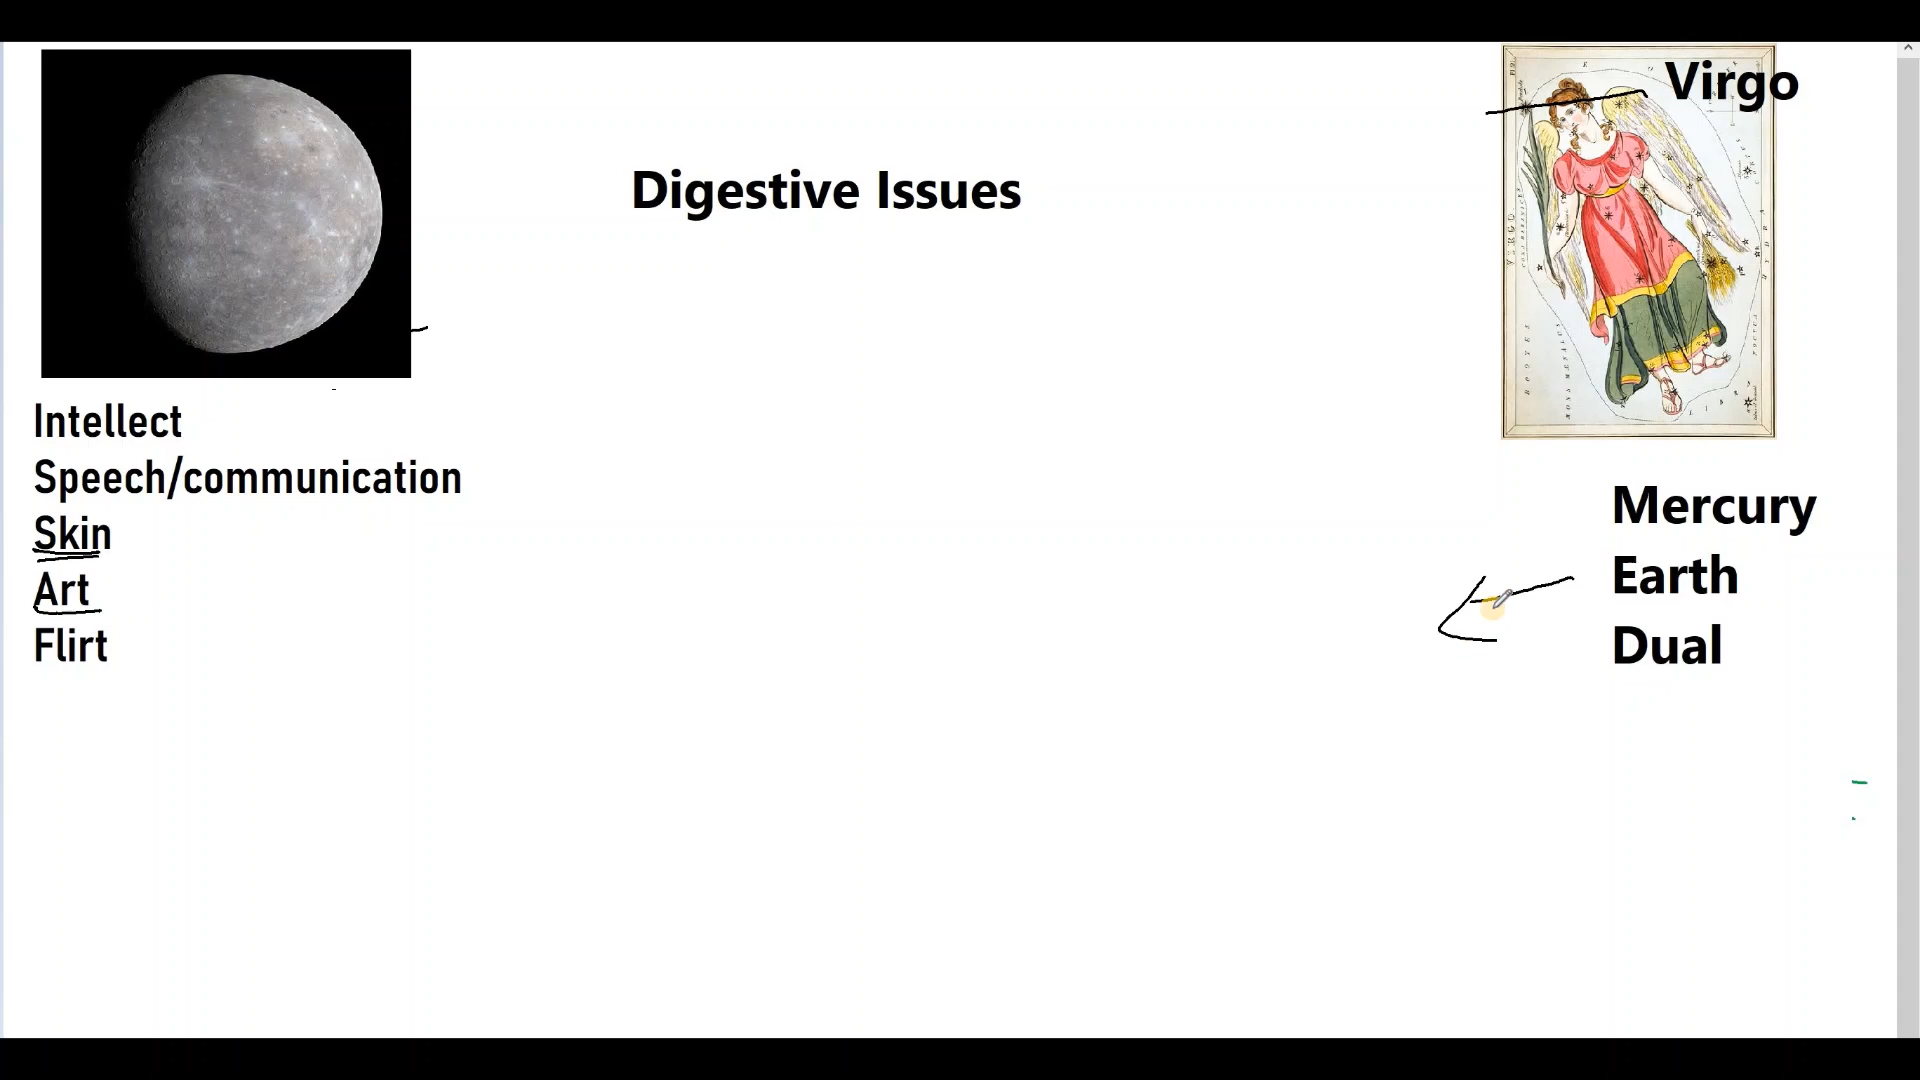 Virgo
Digestive Issues
Intellect
Speech/communication
Skin
Art
Flirt
Mercury
Earth
Dual